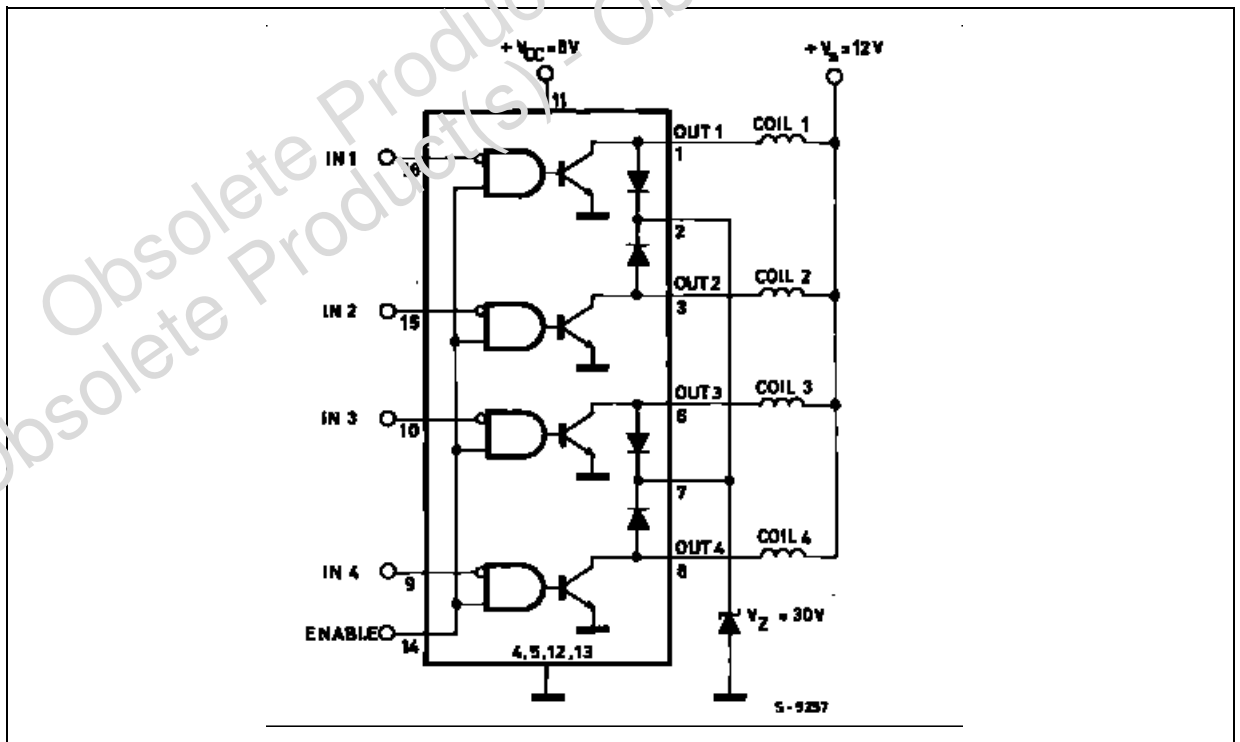 Obsolete Product(s) - Ob
Obsolete Product(s)
+ VCC = 8V
+ Vs = 12V
11
OUT 1
COIL 1
IN 1
16
1
2
OUT 2
COIL 2
IN 2
15
3
OUT 3
COIL 3
IN 3
10
6
7
OUT 4
COIL 4
IN 4
9
8
VZ = 30V
ENABLE
14
4,5,12,13
S-9257